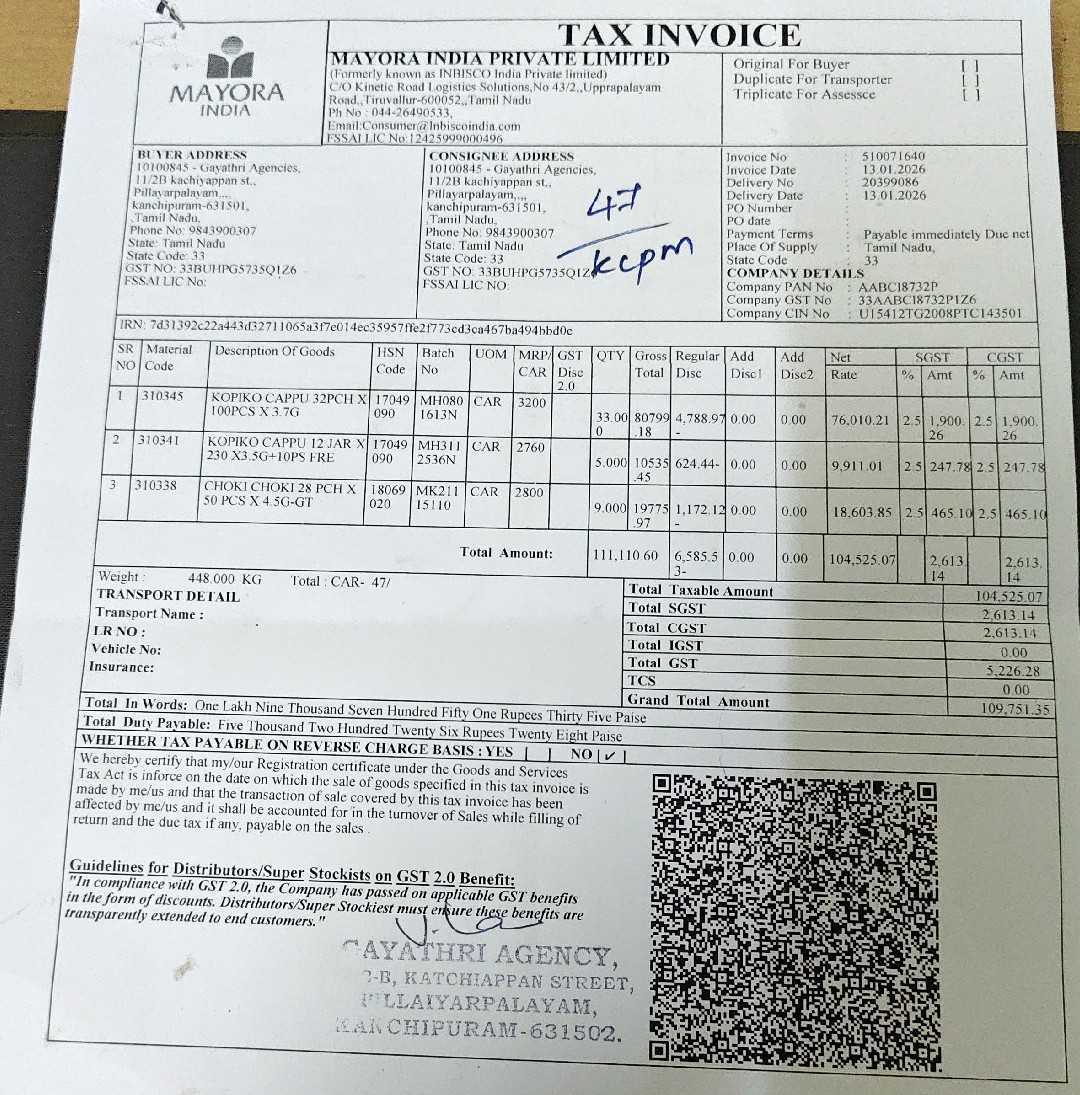 TAX INVOICE
MAYORA
INDIA
MAYORA INDIA PRIVATE LIMITED
(Formerly known as INBISCO India Private limited)
C/O Kinetic Road Logistics Solutions,No 43/2,,Upprapalayam
Road,,Tiruvallur-600052,,Tamil Nadu
Ph No : 044-26490533,
Email:Consumer@Inbiscoindia.com
FSSAI LIC No:12425999000496
Original For Buyer [ ]
Duplicate For Transporter [ ]
Triplicate For Assessee [ ]
BUYER ADDRESS
10100845 - Gayathri Agencies,
11/2B kachiyappan st.,
Pillayarpalayam,,,,
kanchipuram-631501,
,Tamil Nadu,
Phone No: 9843900307
State: Tamil Nadu
State Code: 33
GST NO: 33BUHPG5735Q1Z6
FSSAI LIC No:
CONSIGNEE ADDRESS
10100845 - Gayathri Agencies,
11/2B kachiyappan st.,
Pillayarpalayam,,,,
kanchipuram-631501,
,Tamil Nadu,
Phone No: 9843900307
State: Tamil Nadu
State Code: 33
GST NO: 33BUHPG5735Q1Z6
FSSAI LIC NO:
47
kcpm
Invoice No : 510071640
Invoice Date : 13.01.2026
Delivery No : 20399086
Delivery Date : 13.01.2026
PO Number :
PO date :
Payment Terms : Payable immediately Due net
Place Of Supply : Tamil Nadu,
State Code : 33
COMPANY DETAILS
Company PAN No : AABCI8732P
Company GST No : 33AABCI8732P1Z6
Company CIN No : U15412TG2008PTC143501
IRN: 7d31392c22a443d32711065a3f7e014ec35957ffe2f773cd3ca467ba494bbd0c
SR NO Material Code Description Of Goods HSN Code Batch No UOM MRP/CAR GST Disc 2.0 QTY Gross Total Regular Disc Add Disc1 Add Disc2 Net Rate SGST % Amt CGST % Amt
1 310345 KOPIKO CAPPU 32PCH X 100PCS X 3.7G 17049090 MH0801613N CAR 3200 33.000 80799.18 4,788.97- 0.00 0.00 76,010.21 2.5 1,900.26 2.5 1,900.26
2 310341 KOPIKO CAPPU 12 JAR X 230 X3.5G+10PS FRE 17049090 MH3112536N CAR 2760 5.000 10535.45 624.44- 0.00 0.00 9,911.01 2.5 247.78 2.5 247.78
3 310338 CHOKI CHOKI 28 PCH X 50 PCS X 4.5G-GT 18069020 MK21115110 CAR 2800 9.000 19775.97 1,172.12- 0.00 0.00 18,603.85 2.5 465.10 2.5 465.10
Total Amount: 111,110.60 6,585.53- 0.00 0.00 104,525.07 2,613.14 2,613.14
Weight : 448.000 KG Total : CAR- 47/
TRANSPORT DETAIL
Transport Name :
LR NO :
Vehicle No:
Insurance:
Total Taxable Amount 104,525.07
Total SGST 2,613.14
Total CGST 2,613.14
Total IGST 0.00
Total GST 5,226.28
TCS 0.00
Grand Total Amount 109,751.35
Total In Words: One Lakh Nine Thousand Seven Hundred Fifty One Rupees Thirty Five Paise
Total Duty Payable: Five Thousand Two Hundred Twenty Six Rupees Twenty Eight Paise
WHETHER TAX PAYABLE ON REVERSE CHARGE BASIS : YES [ ] NO [✓]
We hereby certify that my/our Registration certificate under the Goods and Services
Tax Act is inforce on the date on which the sale of goods specified in this tax invoice is
made by me/us and that the transaction of sale covered by this tax invoice has been
affected by me/us and it shall be accounted for in the turnover of Sales while filling of
return and the due tax if any, payable on the sales .
Guidelines for Distributors/Super Stockists on GST 2.0 Benefit:
"In compliance with GST 2.0, the Company has passed on applicable GST benefits
in the form of discounts. Distributors/Super Stockiest must ensure these benefits are
transparently extended to end customers."
GAYATHRI AGENCY,
2-B, KATCHIAPPAN STREET,
PILLAIYARPALAYAM,
KANCHIPURAM-631502.